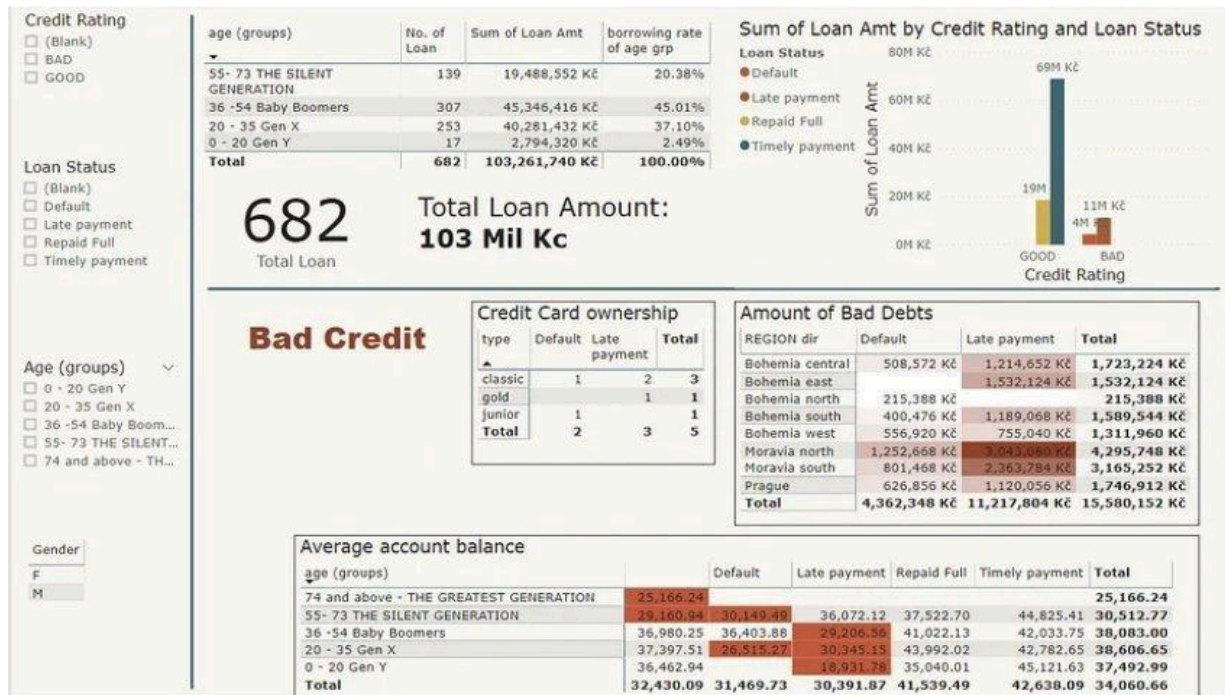 Credit Rating
(Blank)
BAD
GOOD
Loan Status
(Blank)
Default
Late payment
Repaid Full
Timely payment
Age (groups)
0 - 20 Gen Y
20 - 35 Gen X
36 -54 Baby Boom...
55- 73 THE SILENT...
74 and above - TH...
Gender
F
M
age (groups) No. of Loan Sum of Loan Amt borrowing rate of age grp
55- 73 THE SILENT GENERATION 139 19,488,552 Kč 20.38%
36 -54 Baby Boomers 307 45,346,416 Kč 45.01%
20 - 35 Gen X 253 40,281,432 Kč 37.10%
0 - 20 Gen Y 17 2,794,320 Kč 2.49%
Total 682 103,261,740 Kč 100.00%
682
Total Loan
Total Loan Amount:
103 Mil Kc
Sum of Loan Amt by Credit Rating and Loan Status
Loan Status
Default
Late payment
Repaid Full
Timely payment
Sum of Loan Amt
80M Kč
60M Kč
40M Kč
20M Kč
0M Kč
69M Kč
19M
11M Kč
4M
GOOD BAD
Credit Rating
Bad Credit
Credit Card ownership
type Default Late payment Total
classic 1 2 3
gold 1 1
junior 1 1
Total 2 3 5
Amount of Bad Debts
REGION dir Default Late payment Total
Bohemia central 508,572 Kč 1,214,652 Kč 1,723,224 Kč
Bohemia east 1,532,124 Kč 1,532,124 Kč
Bohemia north 215,388 Kč 215,388 Kč
Bohemia south 400,476 Kč 1,189,068 Kč 1,589,544 Kč
Bohemia west 556,920 Kč 755,040 Kč 1,311,960 Kč
Moravia north 1,252,668 Kč 3,043,080 Kč 4,295,748 Kč
Moravia south 801,468 Kč 2,363,784 Kč 3,165,252 Kč
Prague 626,856 Kč 1,120,056 Kč 1,746,912 Kč
Total 4,362,348 Kč 11,217,804 Kč 15,580,152 Kč
Average account balance
age (groups) Default Late payment Repaid Full Timely payment Total
74 and above - THE GREATEST GENERATION 25,166.24 25,166.24
55- 73 THE SILENT GENERATION 29,160.94 30,149.49 36,072.12 37,522.70 44,825.41 30,512.77
36 -54 Baby Boomers 36,980.25 36,403.88 29,206.56 41,022.13 42,033.75 38,083.00
20 - 35 Gen X 37,397.51 26,515.27 30,345.15 43,992.02 42,782.65 38,606.65
0 - 20 Gen Y 36,462.94 18,931.78 35,040.01 45,121.63 37,492.99
Total 32,430.09 31,469.73 30,391.87 41,539.49 42,638.09 34,060.66